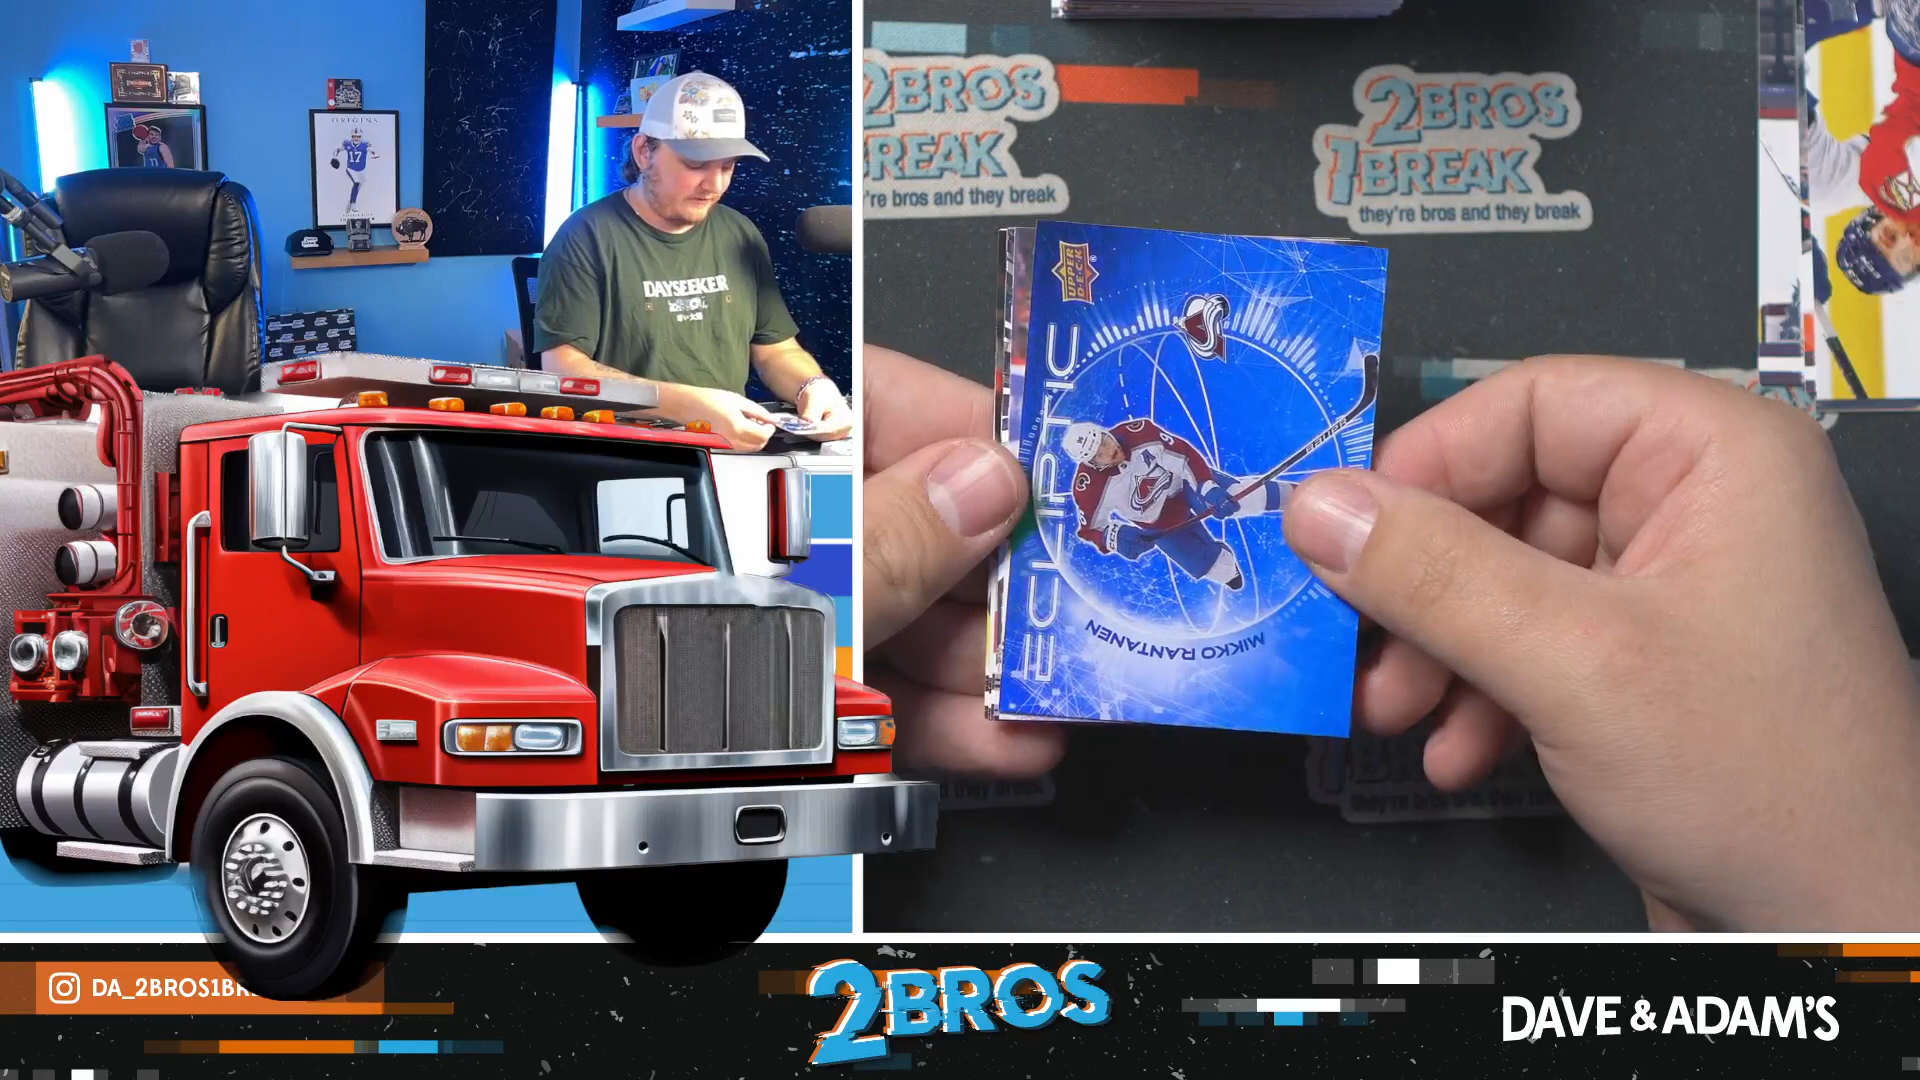 ORIGINS
17
DAYSEEKER
2BROS
BREAK
're bros and they break
2BROS
1BREAK
they're bros and they break
UPPER
DECK
ECLIPTIC
MIKKO RANTANEN
DA_2BROS1BR
2BROS
DAVE & ADAM'S